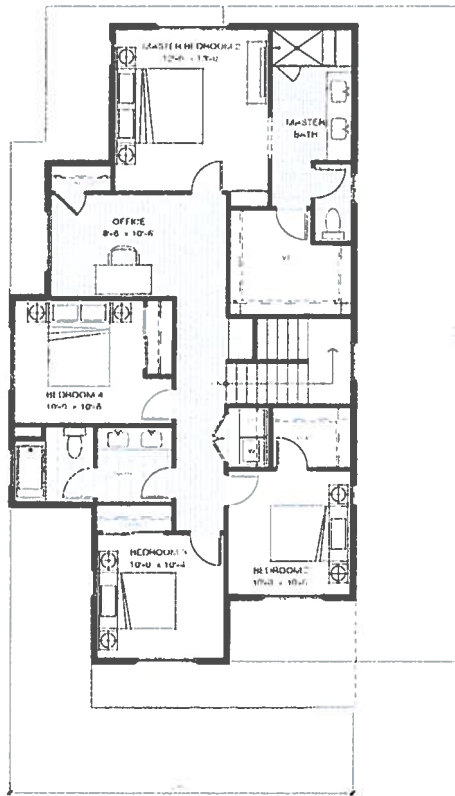 MASTER BEDROOM 2
MASTER
BATH
OFFICE
8'-6 x 10'-6
BEDROOM 4
10'-0 x 10'-6
BEDROOM 3
10'-0 x 10'-4
BEDROOM 2